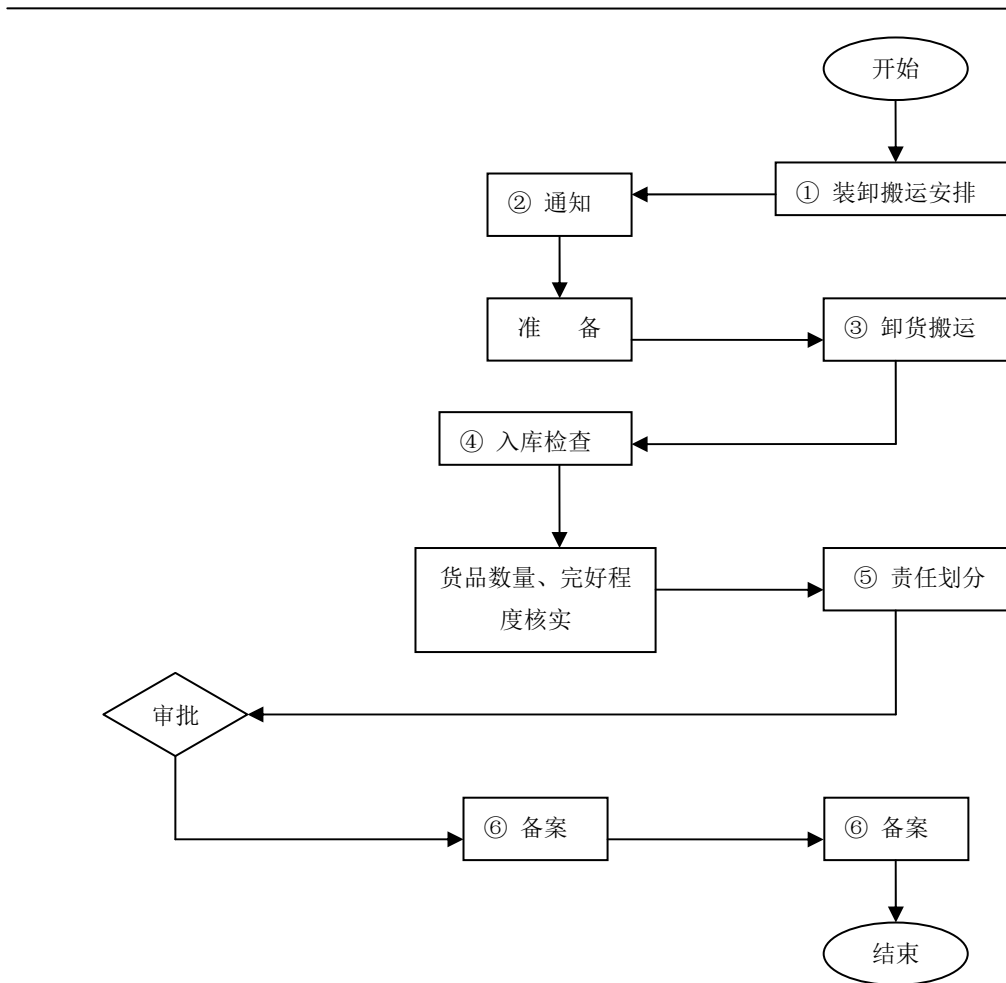 开始
① 装卸搬运安排
② 通知
准 备
③ 卸货搬运
④ 入库检查
货品数量、完好程
度核实
⑤ 责任划分
审批
⑥ 备案
⑥ 备案
结束